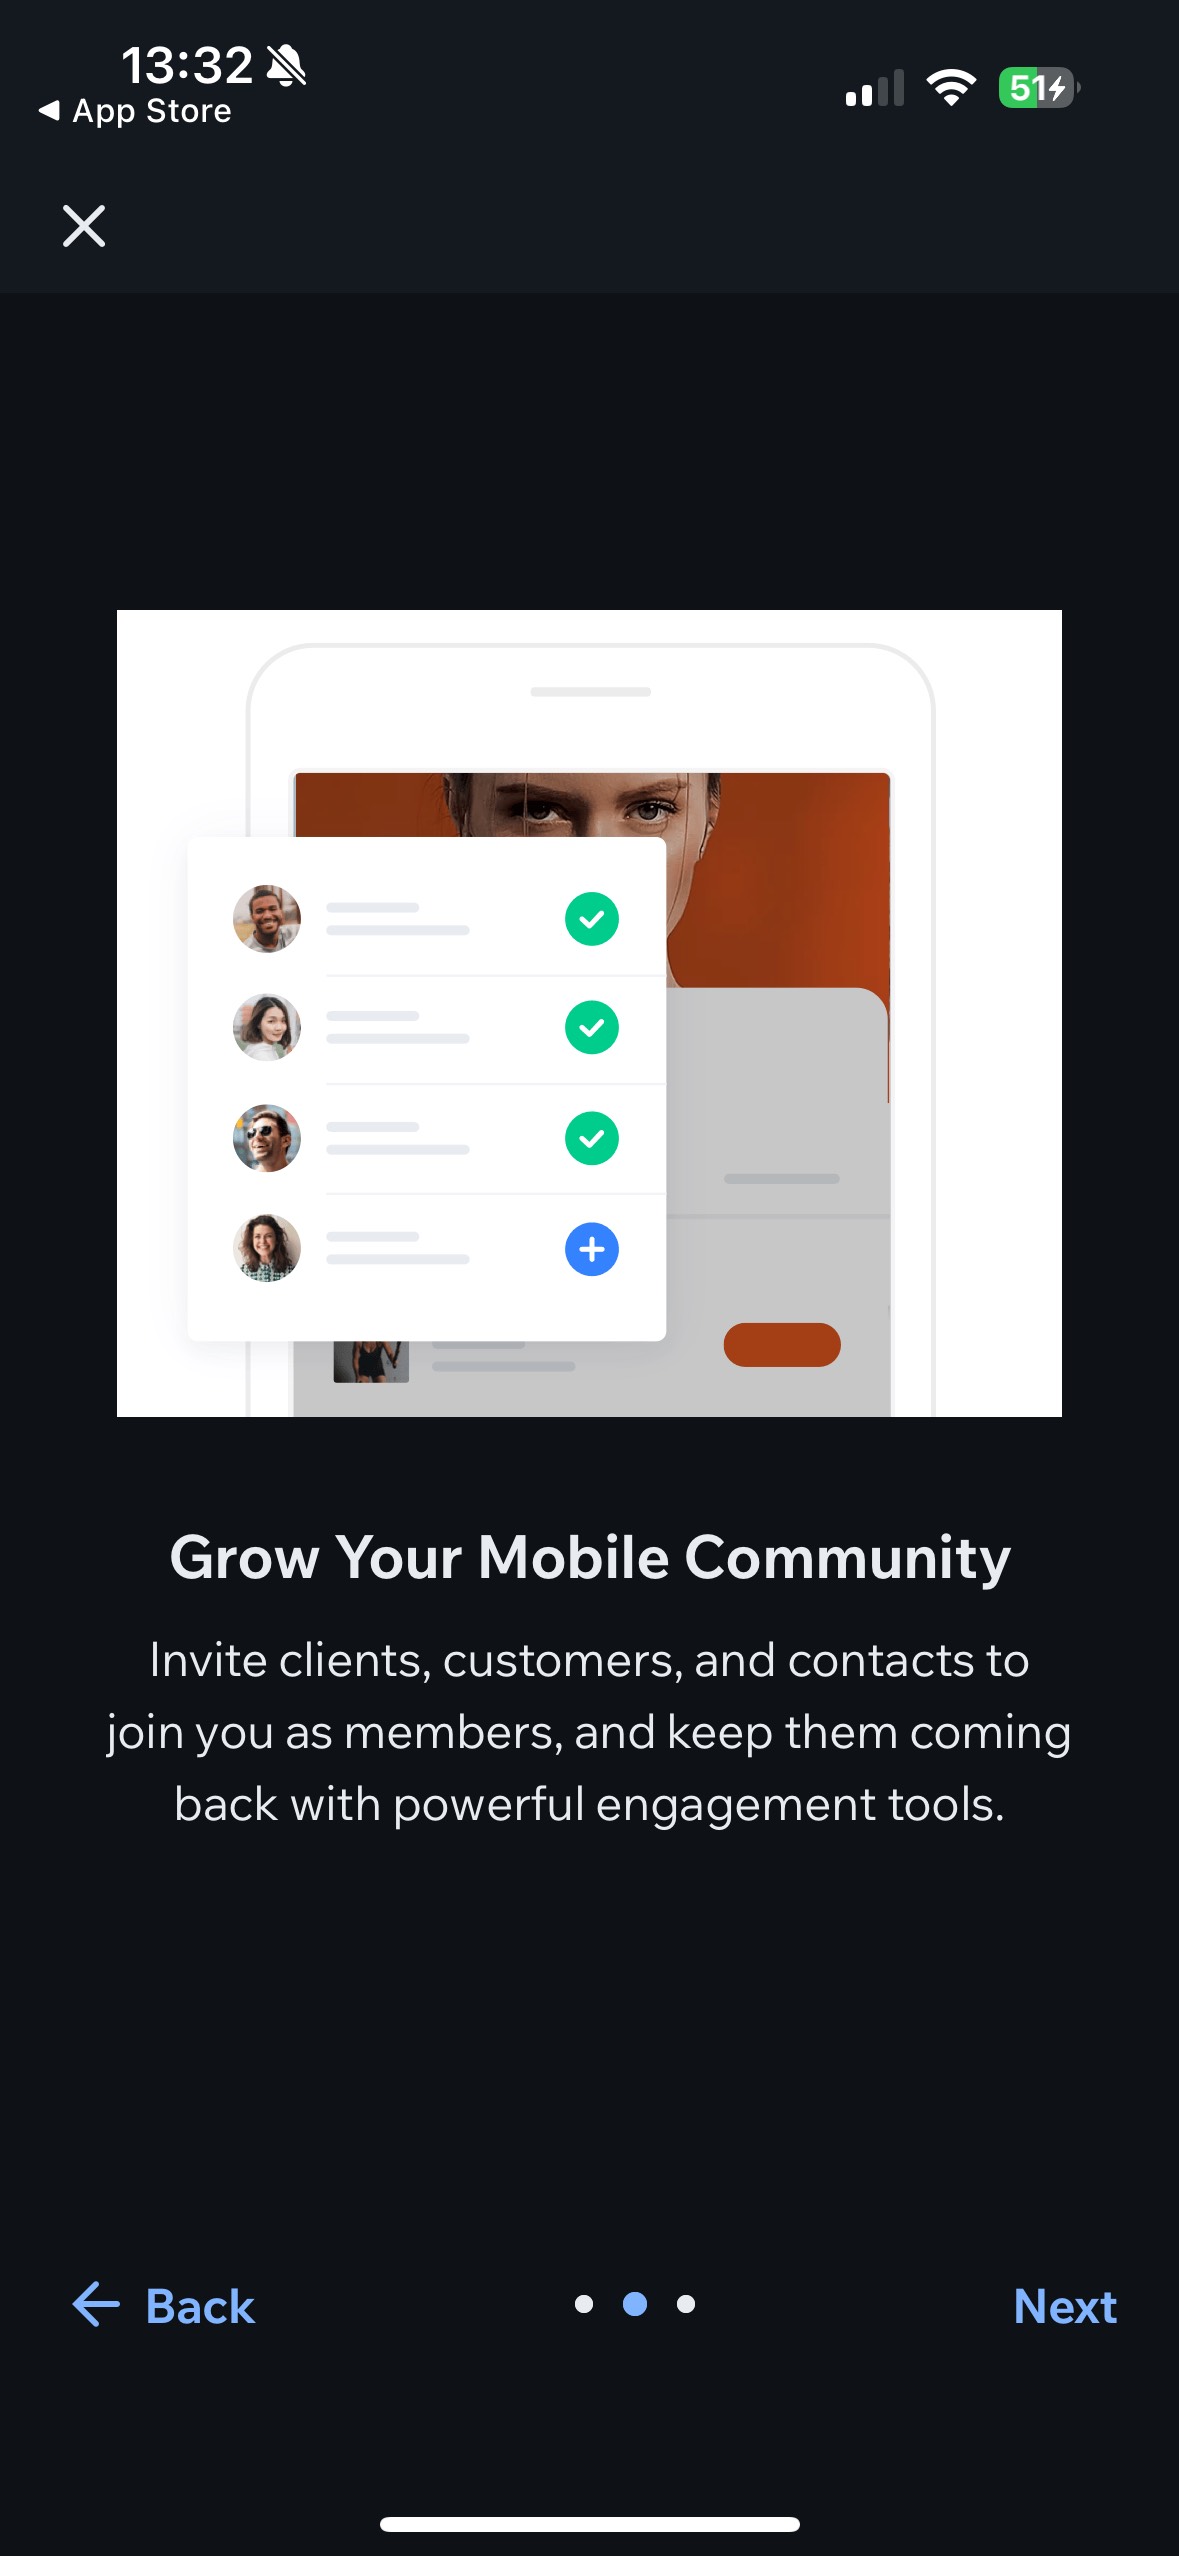 13:32
App Store
51
Grow Your Mobile Community
Invite clients, customers, and contacts to
join you as members, and keep them coming
back with powerful engagement tools.
Back
Next